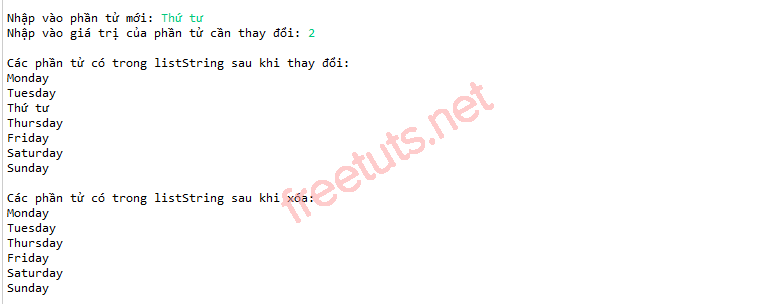 Nhập vào phần tử mới: Thứ tư
Nhập vào giá trị của phần tử cần thay đổi: 2
Các phần tử có trong listString sau khi thay đổi:
Monday
Tuesday
Thứ tư
Thursday
Friday
Saturday
Sunday
Các phần tử có trong listString sau khi xóa:
Monday
Tuesday
Thursday
Friday
Saturday
Sunday
freetuts.net